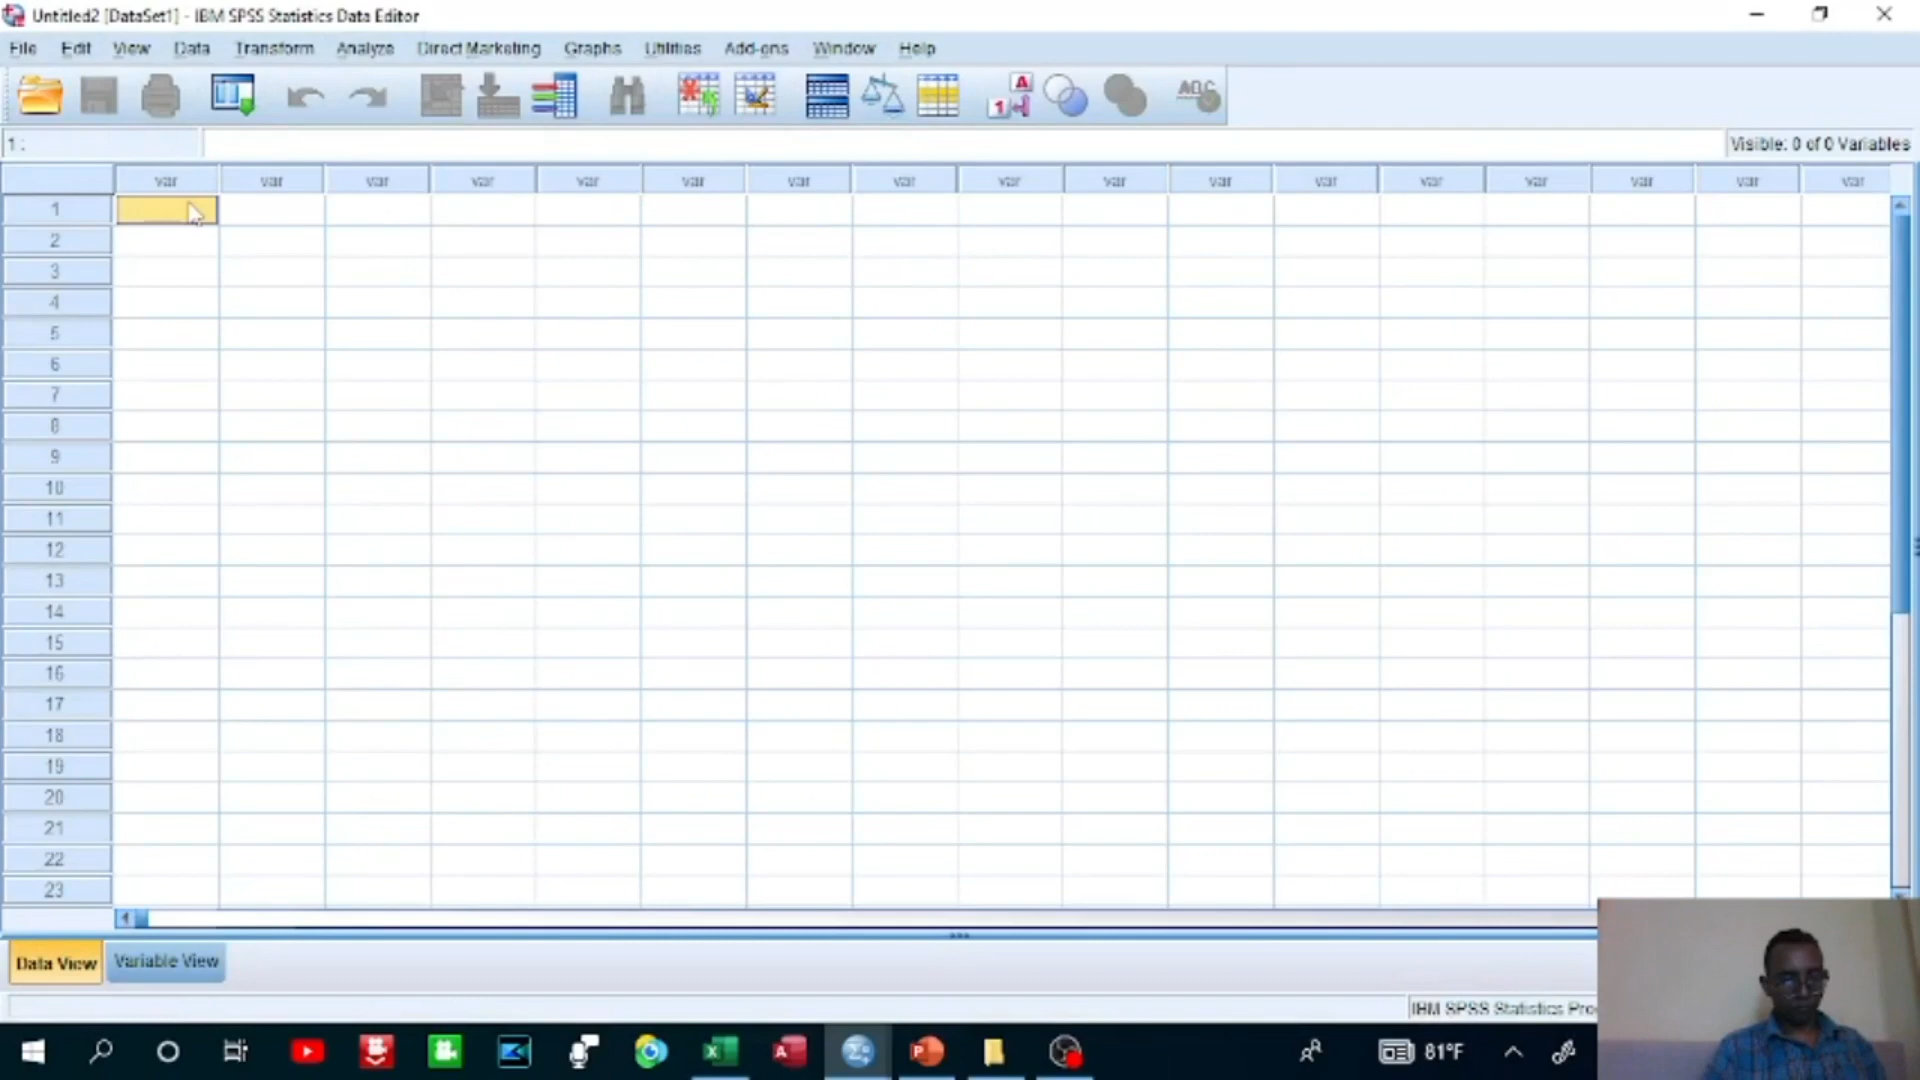 Untitled2 [DataSet1] - IBM SPSS Statistics Data Editor
File Edit View Data Transform Analyze Direct Marketing Graphs Utilities Add-ons Window Help
A
1
ABC
1 : Visible: 0 of 0 Variables
var var var var var var var var var var var var var var var var var
1
2
3
4
5
6
7
8
9
10
11
12
13
14
15
16
17
18
19
20
21
22
23
Data View Variable View
IBM SPSS Statistics Pro
X A Σ P 81°F